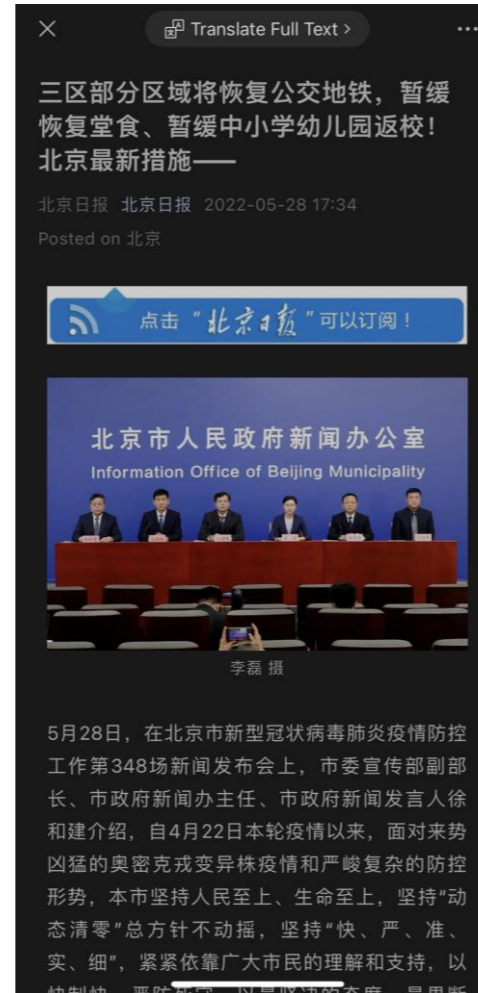 Translate Full Text
三区部分区域将恢复公交地铁，暂缓
恢复堂食、暂缓中小学幼儿园返校！
北京最新措施——
北京日报 北京日报 2022-05-28 17:34
Posted on 北京
点击“北京日报”可以订阅！
北京市人民政府新闻办公室
Information Office of Beijing Municipality
李磊 摄
5月28日，在北京市新型冠状病毒肺炎疫情防控
工作第348场新闻发布会上，市委宣传部副部
长、市政府新闻办主任、市政府新闻发言人徐
和建介绍，自4月22日本轮疫情以来，面对来势
凶猛的奥密克戎变异株疫情和严峻复杂的防控
形势，本市坚持人民至上、生命至上，坚持“动
态清零”总方针不动摇，坚持“快、严、准、
实、细”，紧紧依靠广大市民的理解和支持，以